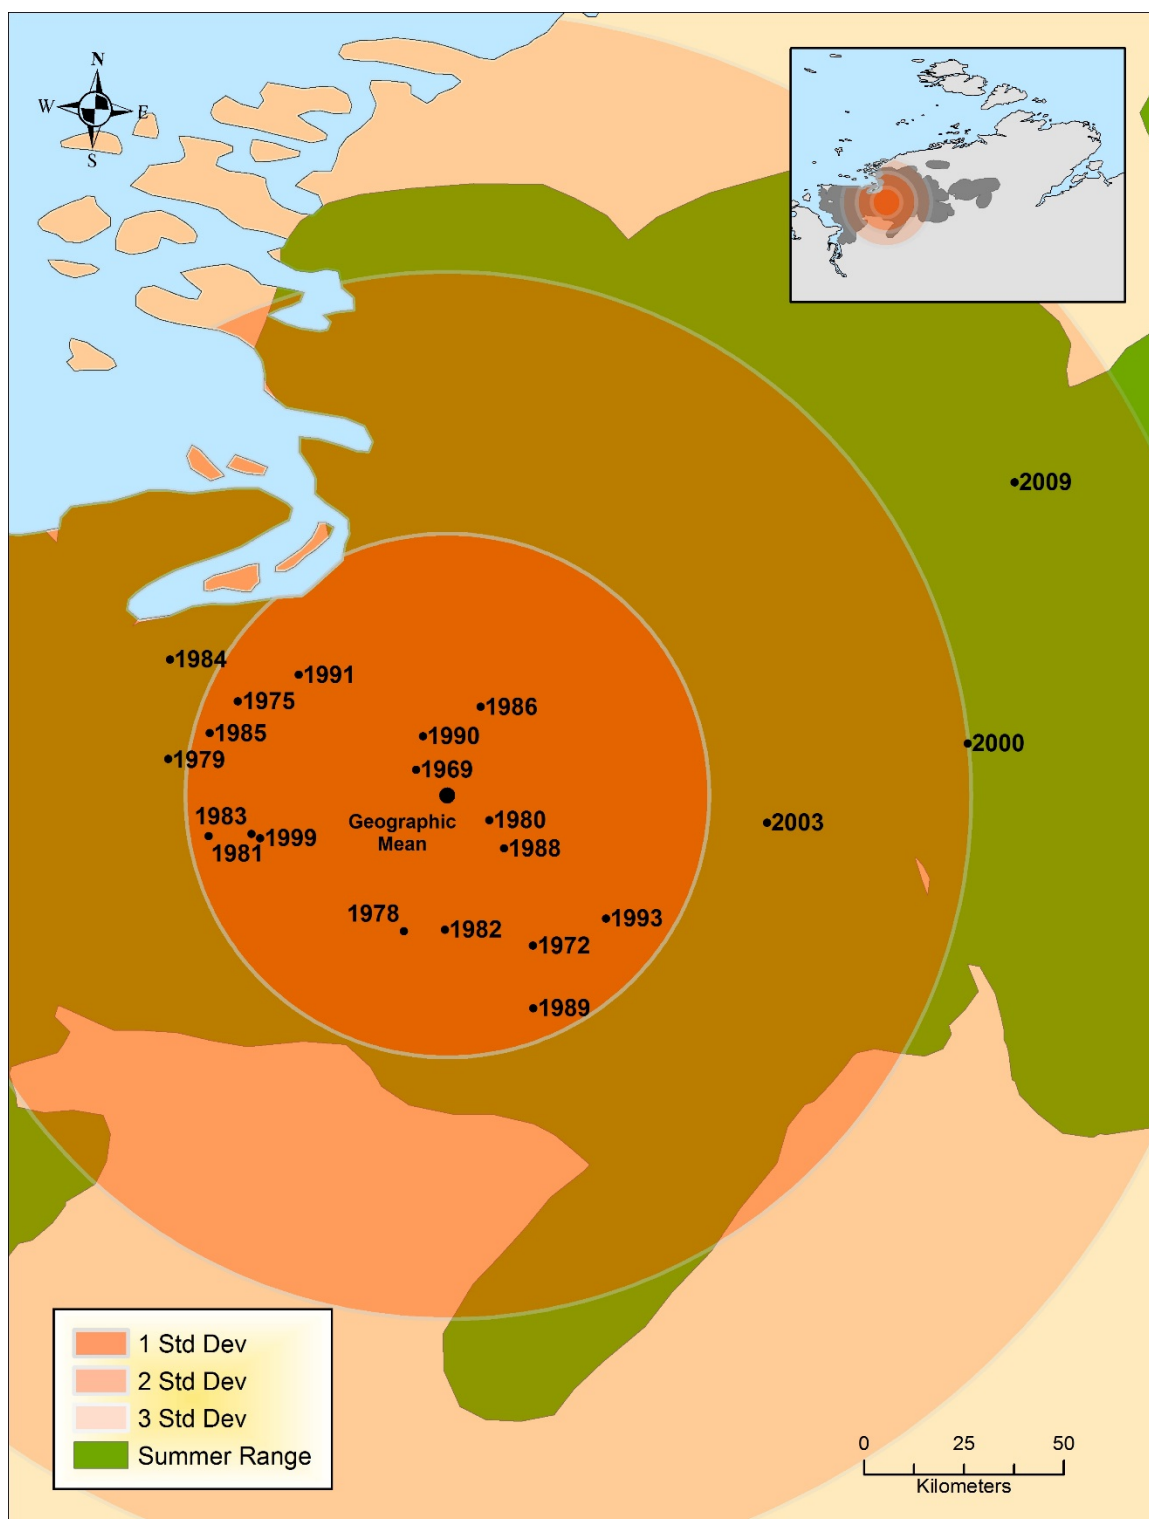 N
W E
S
2009
1984
1991
1975
1986
1985
1990
2000
1979
1969
1983
1980
2003
Geographic
Mean
1999
1981
1988
1978
1993
1982
1972
1989
1 Std Dev
2 Std Dev
3 Std Dev
Summer Range
0 25 50
Kilometers